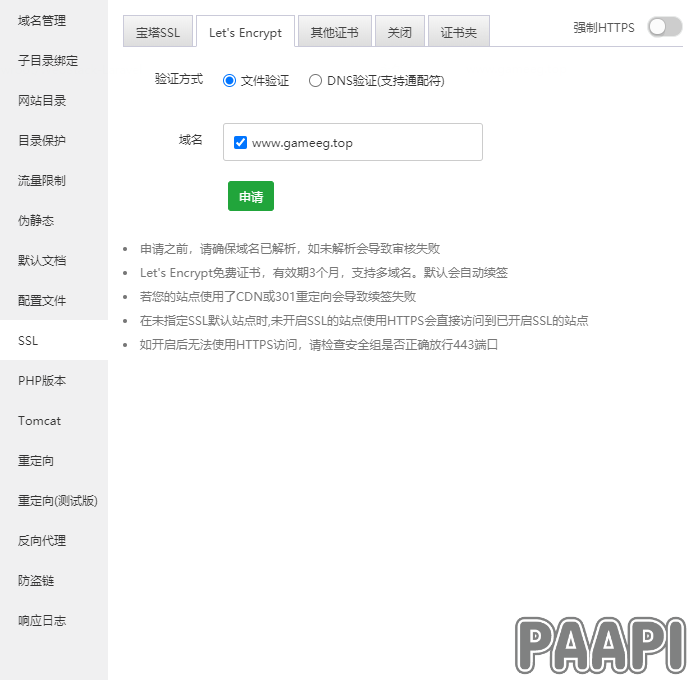 域名管理
子目录绑定
网站目录
目录保护
流量限制
伪静态
默认文档
配置文件
SSL
PHP版本
Tomcat
重定向
重定向(测试版)
反向代理
防盗链
响应日志
宝塔SSL
Let's Encrypt
其他证书
关闭
证书夹
强制HTTPS
验证方式 文件验证 DNS验证(支持通配符)
域名 www.gameeg.top
申请
申请之前，请确保域名已解析，如未解析会导致审核失败
Let's Encrypt免费证书，有效期3个月，支持多域名。默认会自动续签
若您的站点使用了CDN或301重定向会导致续签失败
在未指定SSL默认站点时,未开启SSL的站点使用HTTPS会直接访问到已开启SSL的站点
如开启后无法使用HTTPS访问，请检查安全组是否正确放行443端口
PAAPI